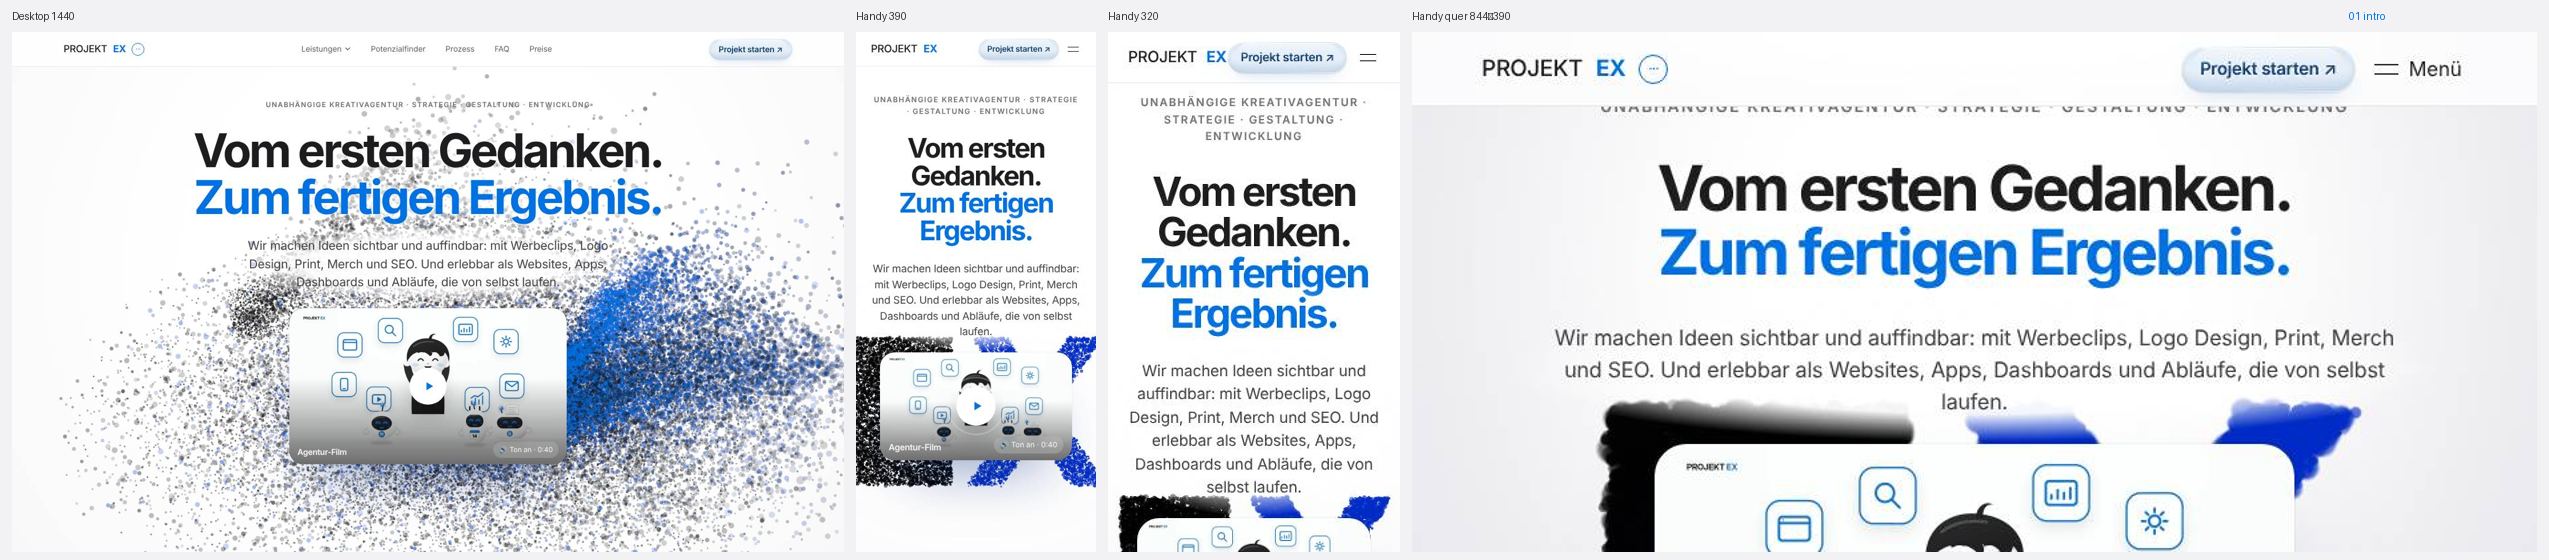 Desktop 1440
PROJEKT EX
Leistungen
Potenzialfinder
Prozess
FAQ
Preise
Projekt starten ↗
UNABHÄNGIGE KREATIVAGENTUR · STRATEGIE · GESTALTUNG · ENTWICKLUNG
Vom ersten Gedanken.
Zum fertigen Ergebnis.
Wir machen Ideen sichtbar und auffindbar: mit Werbeclips, Logo
Design, Print, Merch und SEO. Und erlebbar als Websites, Apps,
Dashboards und Abläufe, die von selbst laufen.
PROJEKT EX
Agentur-Film
Ton an · 0:40
Handy 390
PROJEKT EX
Projekt starten ↗
UNABHÄNGIGE KREATIVAGENTUR · STRATEGIE
· GESTALTUNG · ENTWICKLUNG
Vom ersten
Gedanken.
Zum fertigen
Ergebnis.
Wir machen Ideen sichtbar und auffindbar:
mit Werbeclips, Logo Design, Print, Merch
und SEO. Und erlebbar als Websites, Apps,
Dashboards und Abläufe, die von selbst
laufen.
PROJEKT EX
Agentur-Film
Ton an · 0:40
Handy 320
PROJEKT EX
Projekt starten ↗
UNABHÄNGIGE KREATIVAGENTUR ·
STRATEGIE · GESTALTUNG ·
ENTWICKLUNG
Vom ersten
Gedanken.
Zum fertigen
Ergebnis.
Wir machen Ideen sichtbar und
auffindbar: mit Werbeclips, Logo
Design, Print, Merch und SEO. Und
erlebbar als Websites, Apps,
Dashboards und Abläufe, die von
selbst laufen.
Handy quer
01 intro
PROJEKT EX
Projekt starten ↗
Menü
UNABHÄNGIGE KREATIVAGENTUR · STRATEGIE · GESTALTUNG · ENTWICKLUNG
Vom ersten Gedanken.
Zum fertigen Ergebnis.
Wir machen Ideen sichtbar und auffindbar: mit Werbeclips, Logo Design, Print, Merch
und SEO. Und erlebbar als Websites, Apps, Dashboards und Abläufe, die von selbst
laufen.
PROJEKT EX